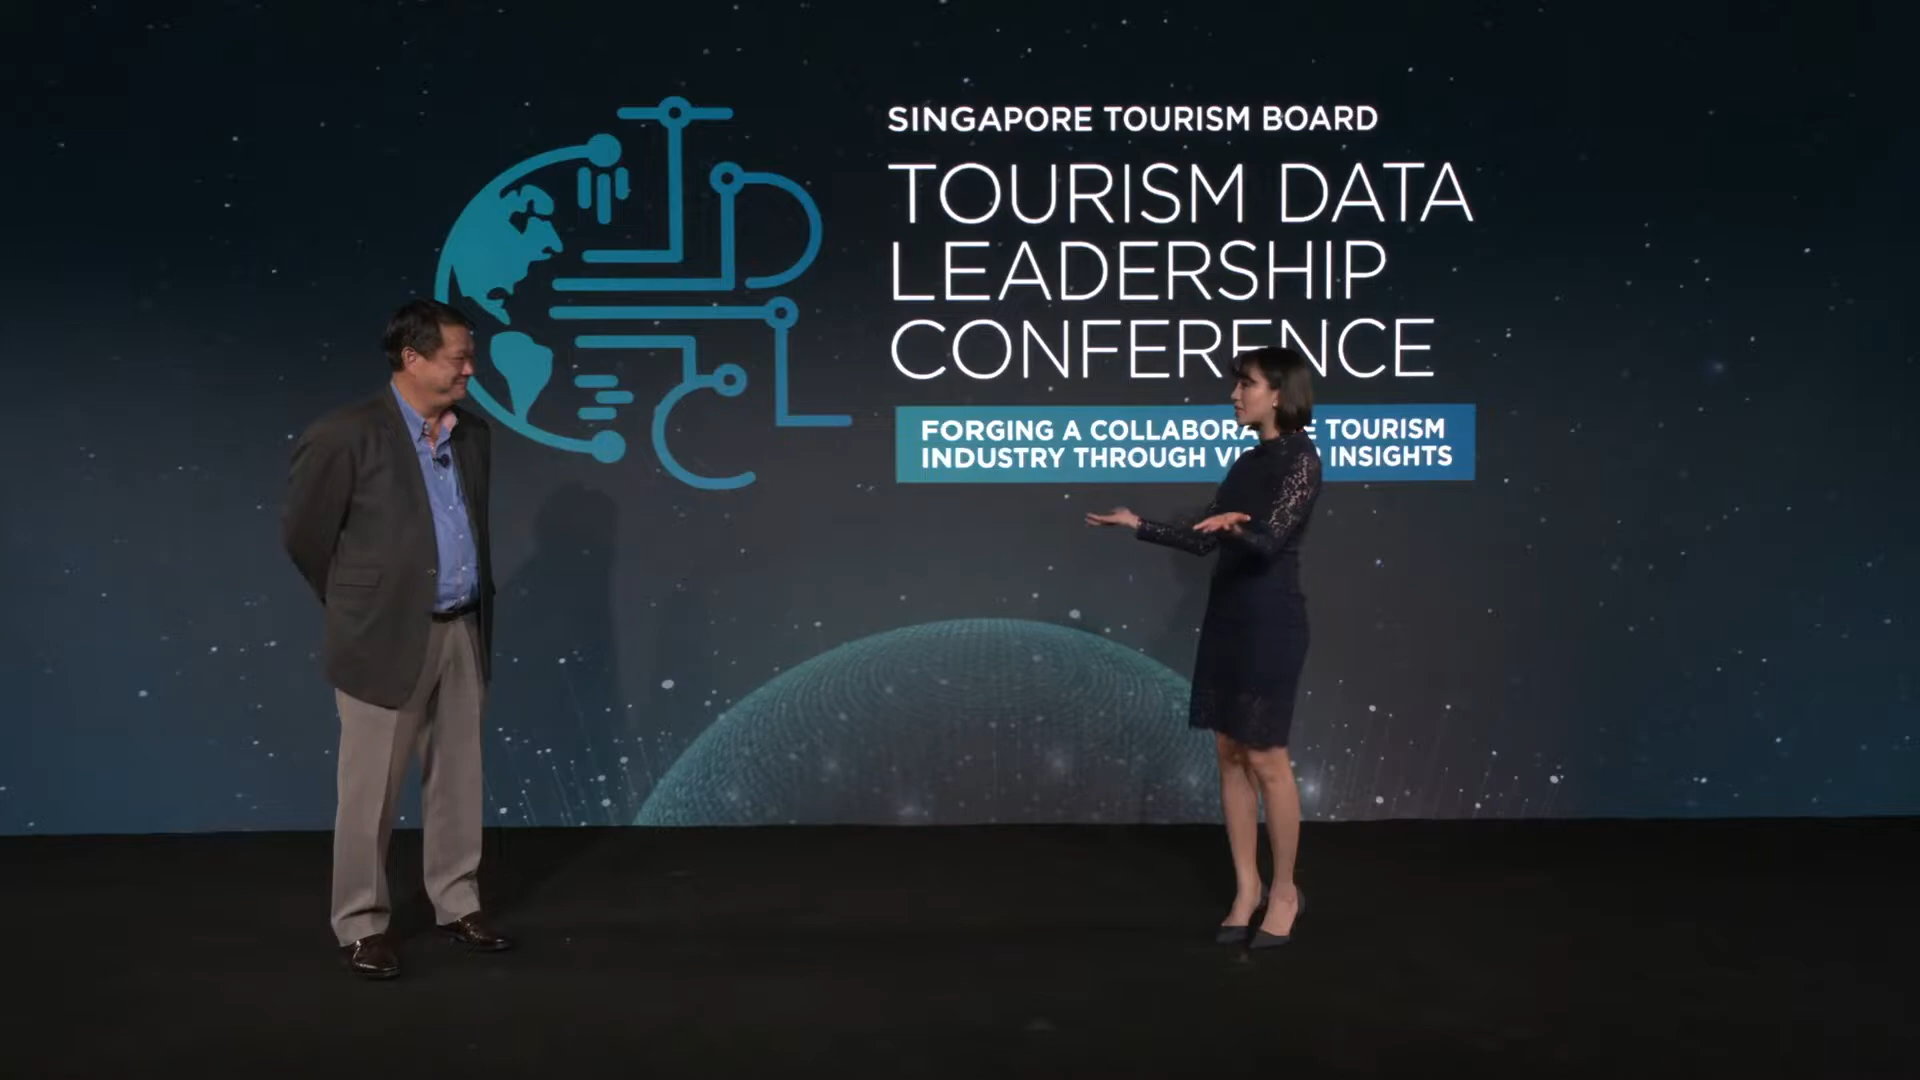 SINGAPORE TOURISM BOARD
TOURISM DATA
LEADERSHIP
CONFERENCE
FORGING A TOURISM
INDUSTRY THROUGH INSIGHTS